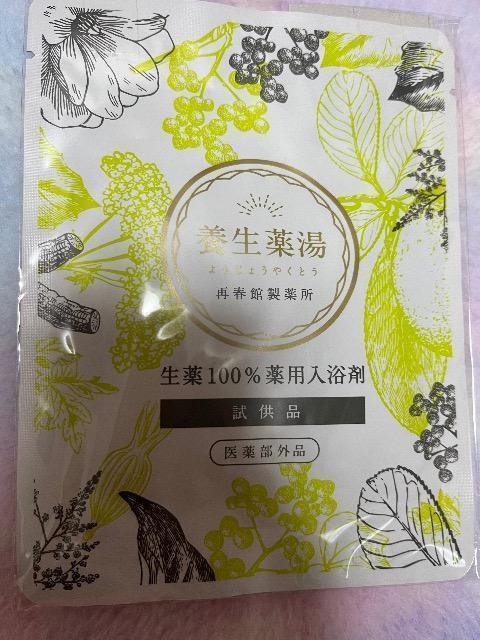 養生薬湯
ようじょうやくとう
再春館製薬所
生薬100%薬用入浴剤
試供品
医薬部外品